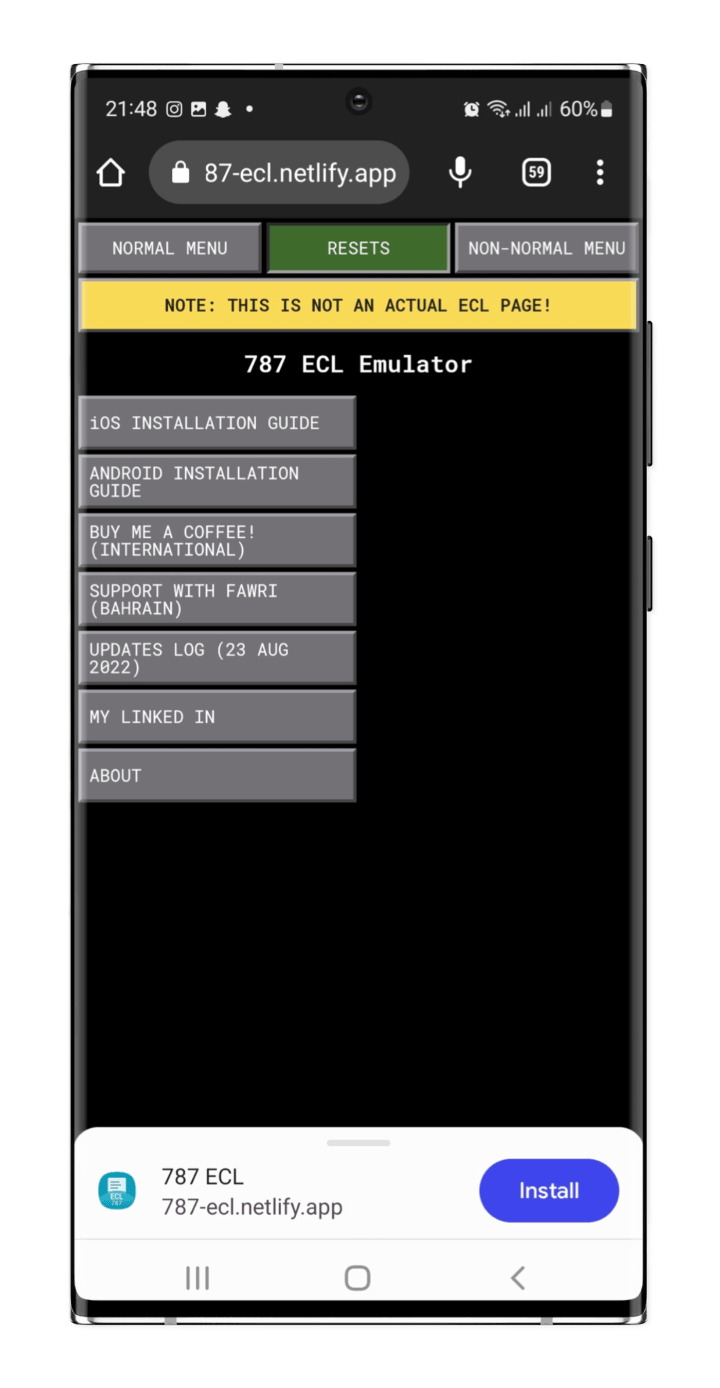 21:48
60%
87-ecl.netlify.app
59
NORMAL MENU
RESETS
NON-NORMAL MENU
NOTE: THIS IS NOT AN ACTUAL ECL PAGE!
787 ECL Emulator
iOS INSTALLATION GUIDE
ANDROID INSTALLATION
GUIDE
BUY ME A COFFEE!
(INTERNATIONAL)
SUPPORT WITH FAWRI
(BAHRAIN)
UPDATES LOG (23 AUG
2022)
MY LINKED IN
ABOUT
ECL
787
787 ECL
787-ecl.netlify.app
Install